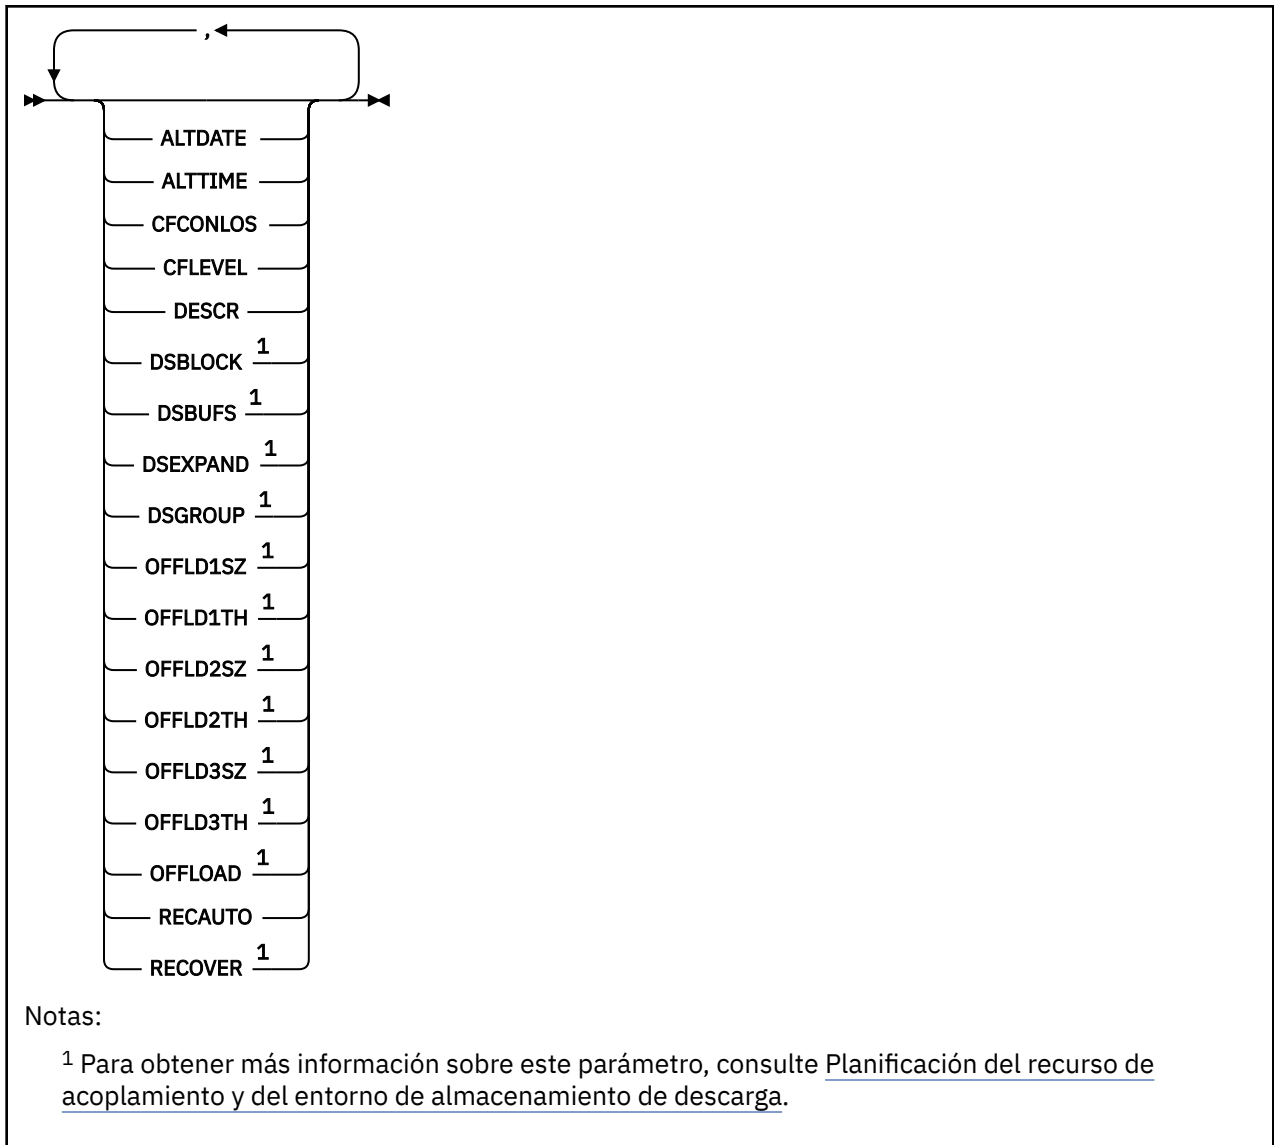 ,
ALTDATE
ALTTIME
CFCONLOS
CFLEVEL
DESCR
DSBLOCK 1
DSBUFS 1
DSEXPAND 1
DSGROUP 1
OFFLD1SZ 1
OFFLD1TH 1
OFFLD2SZ 1
OFFLD2TH 1
OFFLD3SZ 1
OFFLD3TH 1
OFFLOAD 1
RECAUTO
RECOVER 1
Notas:
1 Para obtener más información sobre este parámetro, consulte Planificación del recurso de
acoplamiento y del entorno de almacenamiento de descarga.